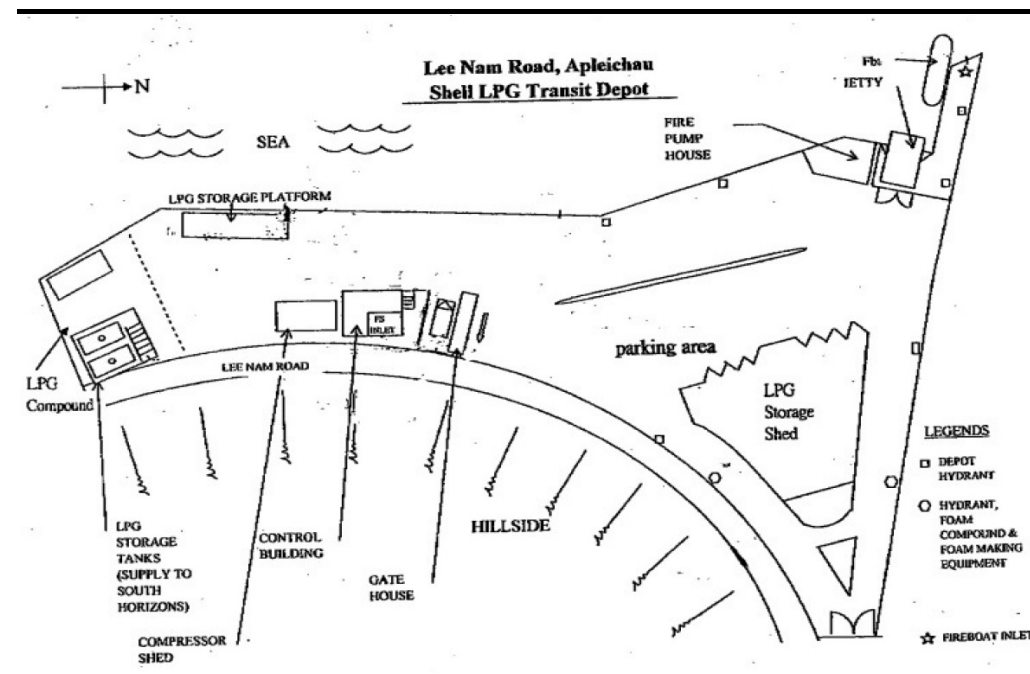 Lee Nam Road, Apleichau
Shell LPG Transit Depot
N
SEA
JETTY
FIRE
PUMP
HOUSE
LPG STORAGE PLATFORM
FS
INLET
LEE NAM ROAD
parking area
LPG
Compound
LPG
Storage
Shed
LEGENDS
DEPOT
HYDRANT
HYDRANT,
FOAM
COMPOUND &
FOAM MAKING
EQUIPMENT
FIREBOAT INLET
HILLSIDE
LPG
STORAGE
TANKS
(SUPPLY TO
SOUTH
HORIZONS)
CONTROL
BUILDING
GATE
HOUSE
COMPRESSOR
SHED